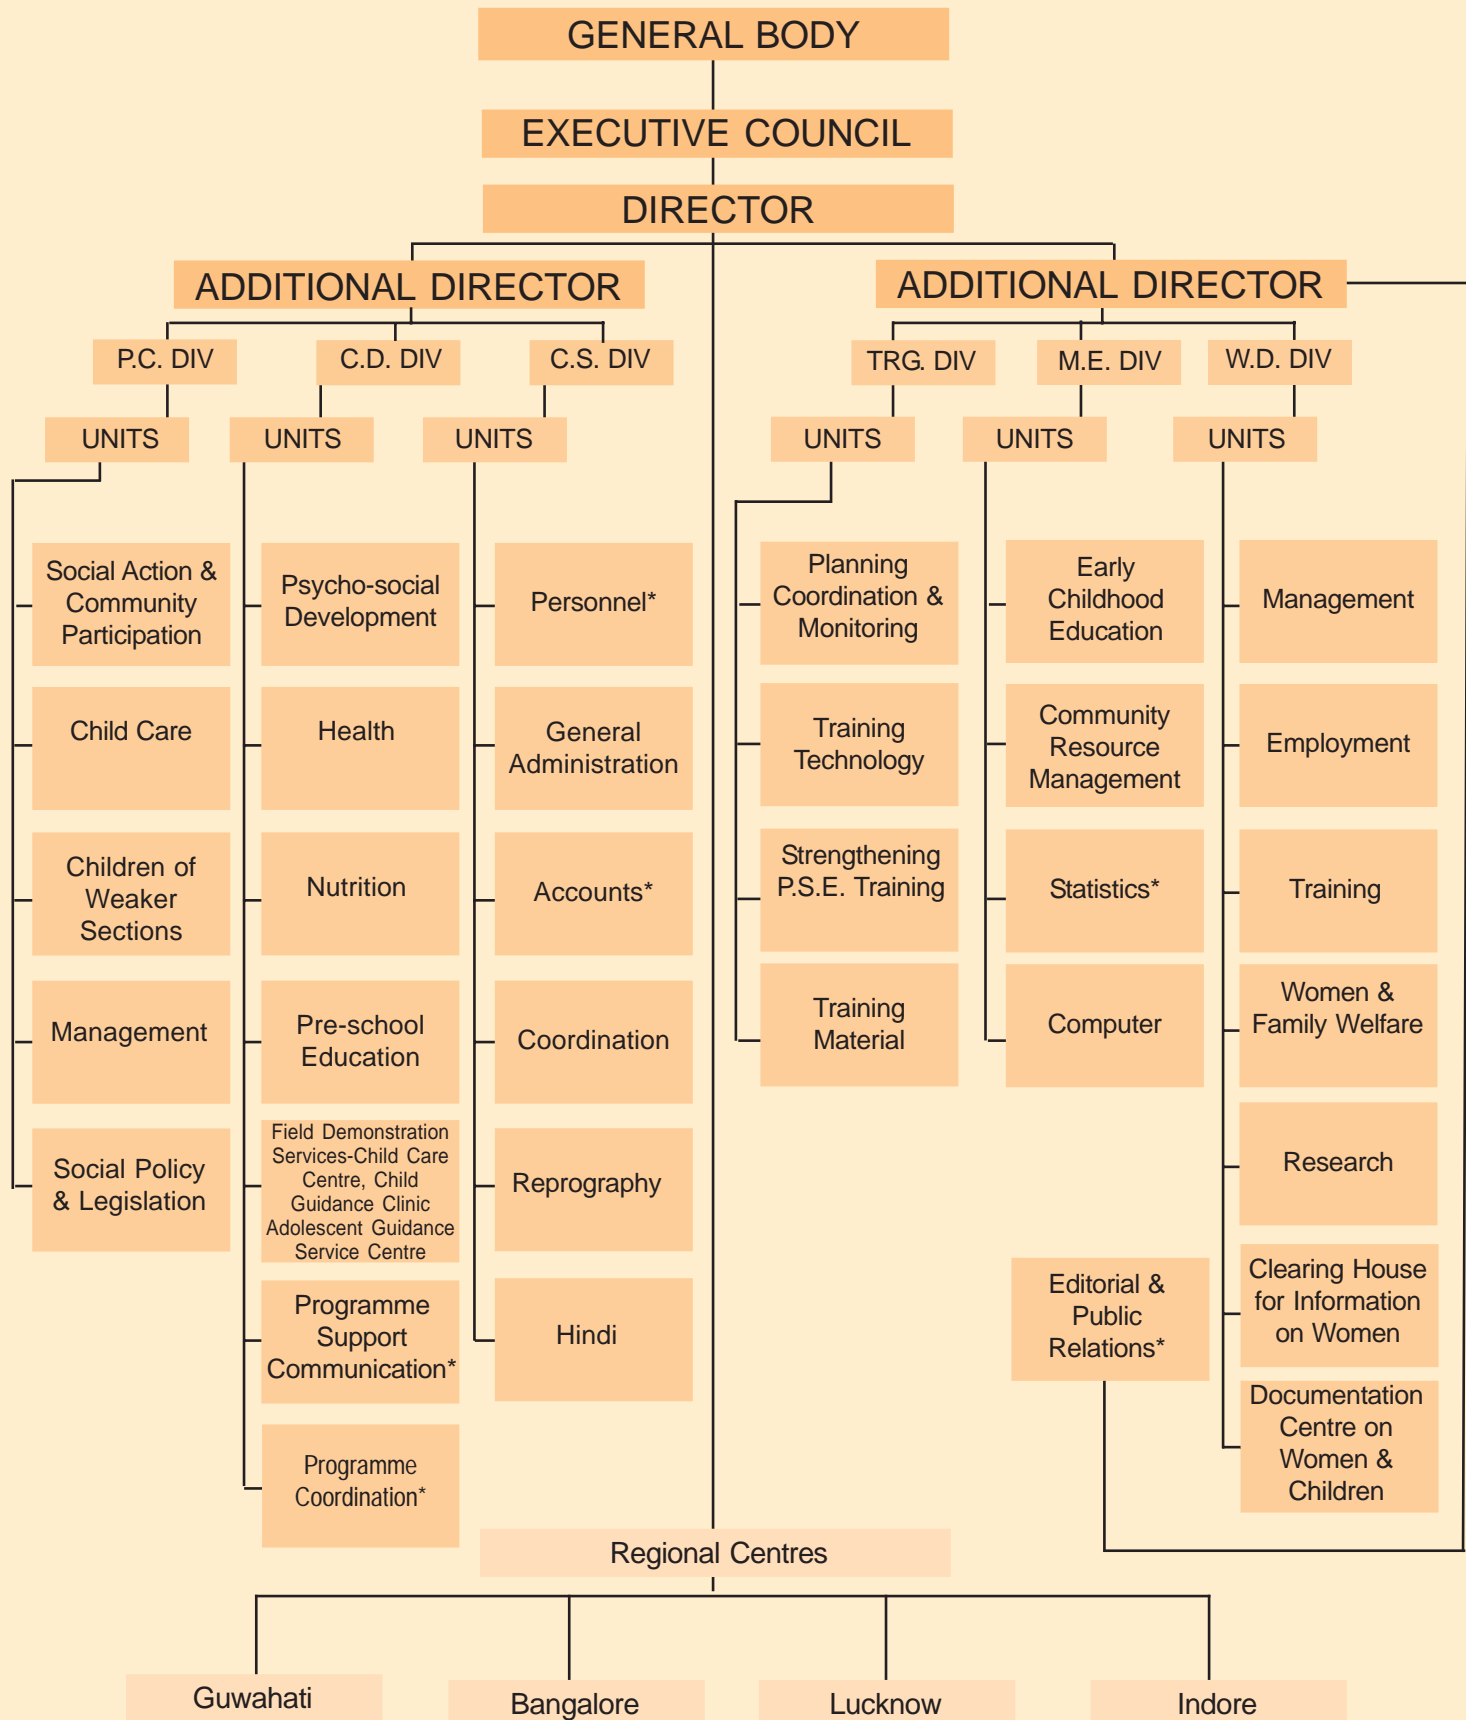 GENERAL BODY
EXECUTIVE COUNCIL
DIRECTOR
ADDITIONAL DIRECTOR
ADDITIONAL DIRECTOR
P.C. DIV
C.D. DIV
C.S. DIV
TRG. DIV
M.E. DIV
W.D. DIV
UNITS
UNITS
UNITS
UNITS
UNITS
UNITS
Social Action &
Community
Participation
Child Care
Children of
Weaker
Sections
Management
Social Policy
& Legislation
Psycho-social
Development
Health
Nutrition
Pre-school
Education
Field Demonstration
Services-Child Care
Centre, Child
Guidance Clinic
Adolescent Guidance
Service Centre
Programme
Support
Communication*
Programme
Coordination*
Personnel*
General
Administration
Accounts*
Coordination
Reprography
Hindi
Planning
Coordination &
Monitoring
Training
Technology
Strengthening
P.S.E. Training
Training
Material
Early
Childhood
Education
Community
Resource
Management
Statistics*
Computer
Editorial &
Public
Relations*
Management
Employment
Training
Women &
Family Welfare
Research
Clearing House
for Information
on Women
Documentation
Centre on
Women &
Children
Regional Centres
Guwahati
Bangalore
Lucknow
Indore